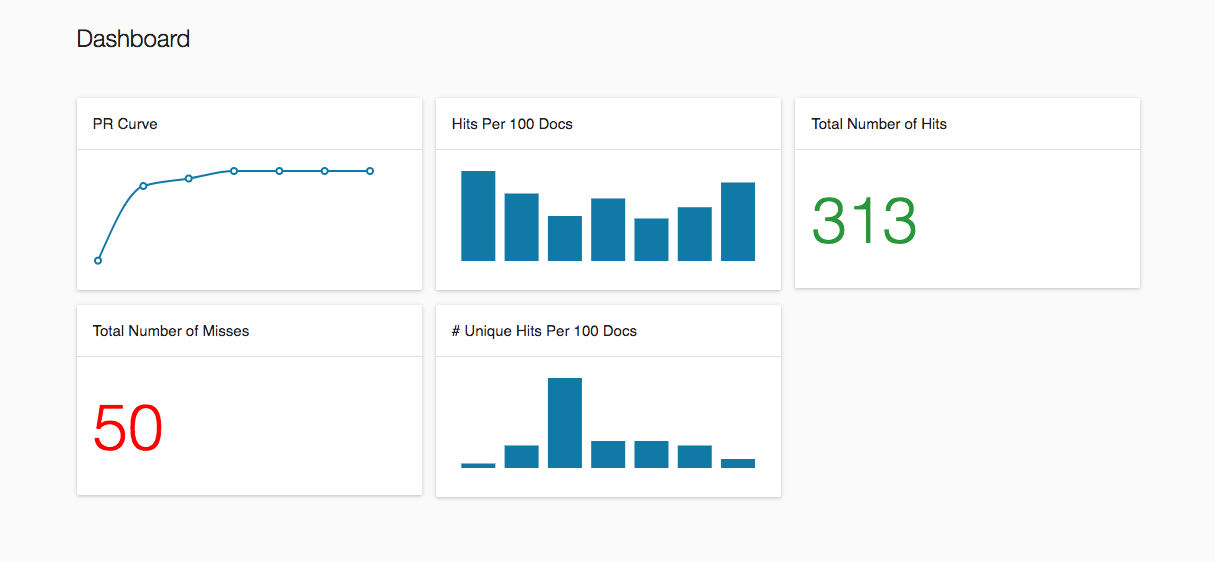 Dashboard
PR Curve
Hits Per 100 Docs
Total Number of Hits
313
Total Number of Misses
# Unique Hits Per 100 Docs
50